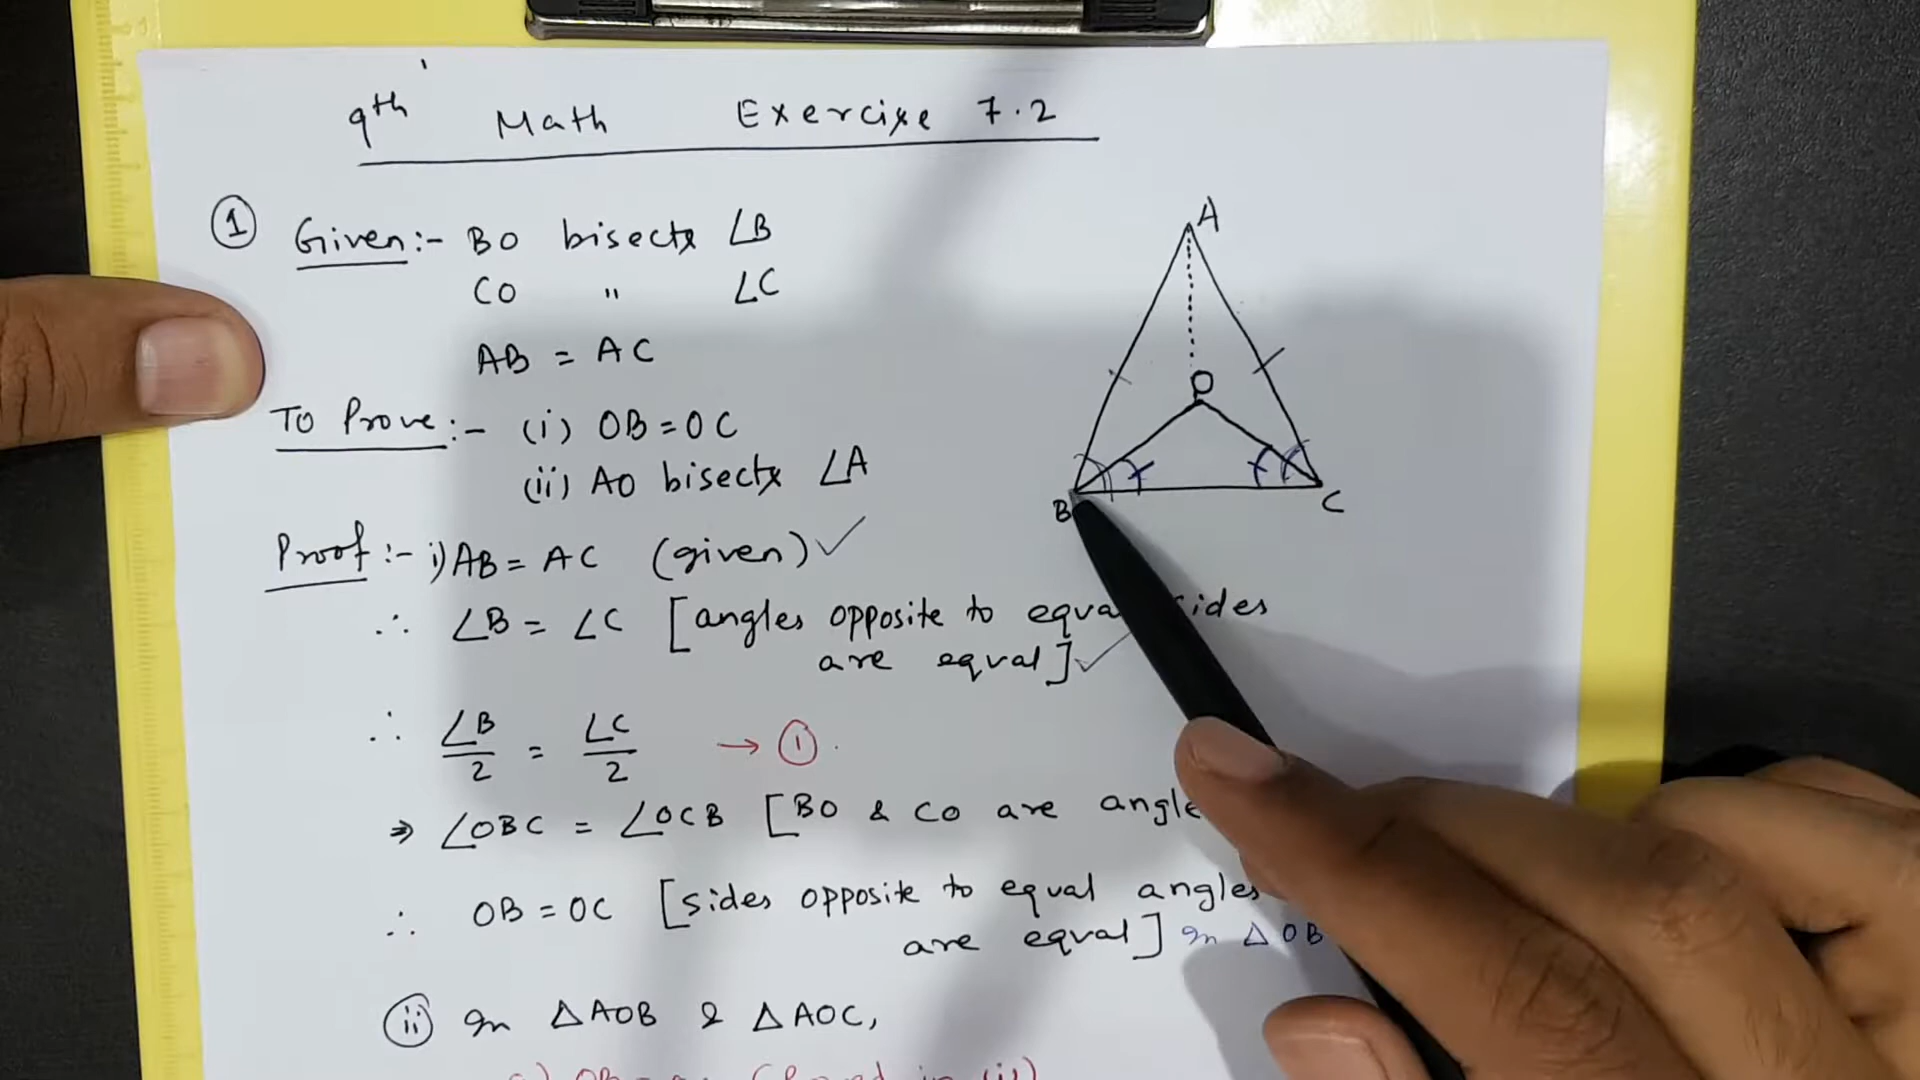 9th Math Exercise 7.2
① Given:- BO bisects ∠B
CO " ∠C
AB = AC
To Prove:- (i) OB = OC
(ii) AO bisects ∠A
Proof:- i) AB = AC (given) ✓
∴ ∠B = ∠C [angles opposite to equal sides
are equal] ✓
∴ ∠B/2 = ∠C/2 → ①
⇒ ∠OBC = ∠OCB [BO & CO are angle
∴ OB = OC [sides opposite to equal angles
are equal] In △OB
(ii) In △AOB & △AOC,
A
O
B
C